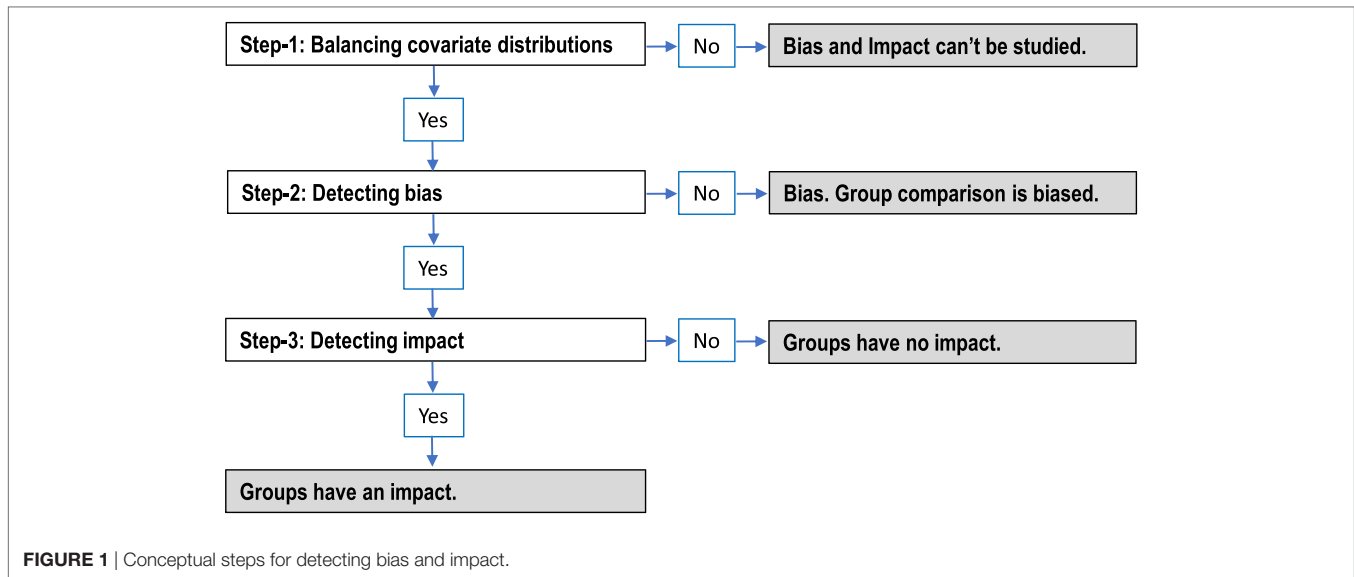 Step-1: Balancing covariate distributions
No
Bias and Impact can’t be studied.
Yes
Step-2: Detecting bias
No
Bias. Group comparison is biased.
Yes
Step-3: Detecting impact
No
Groups have no impact.
Yes
Groups have an impact.
FIGURE 1 | Conceptual steps for detecting bias and impact.